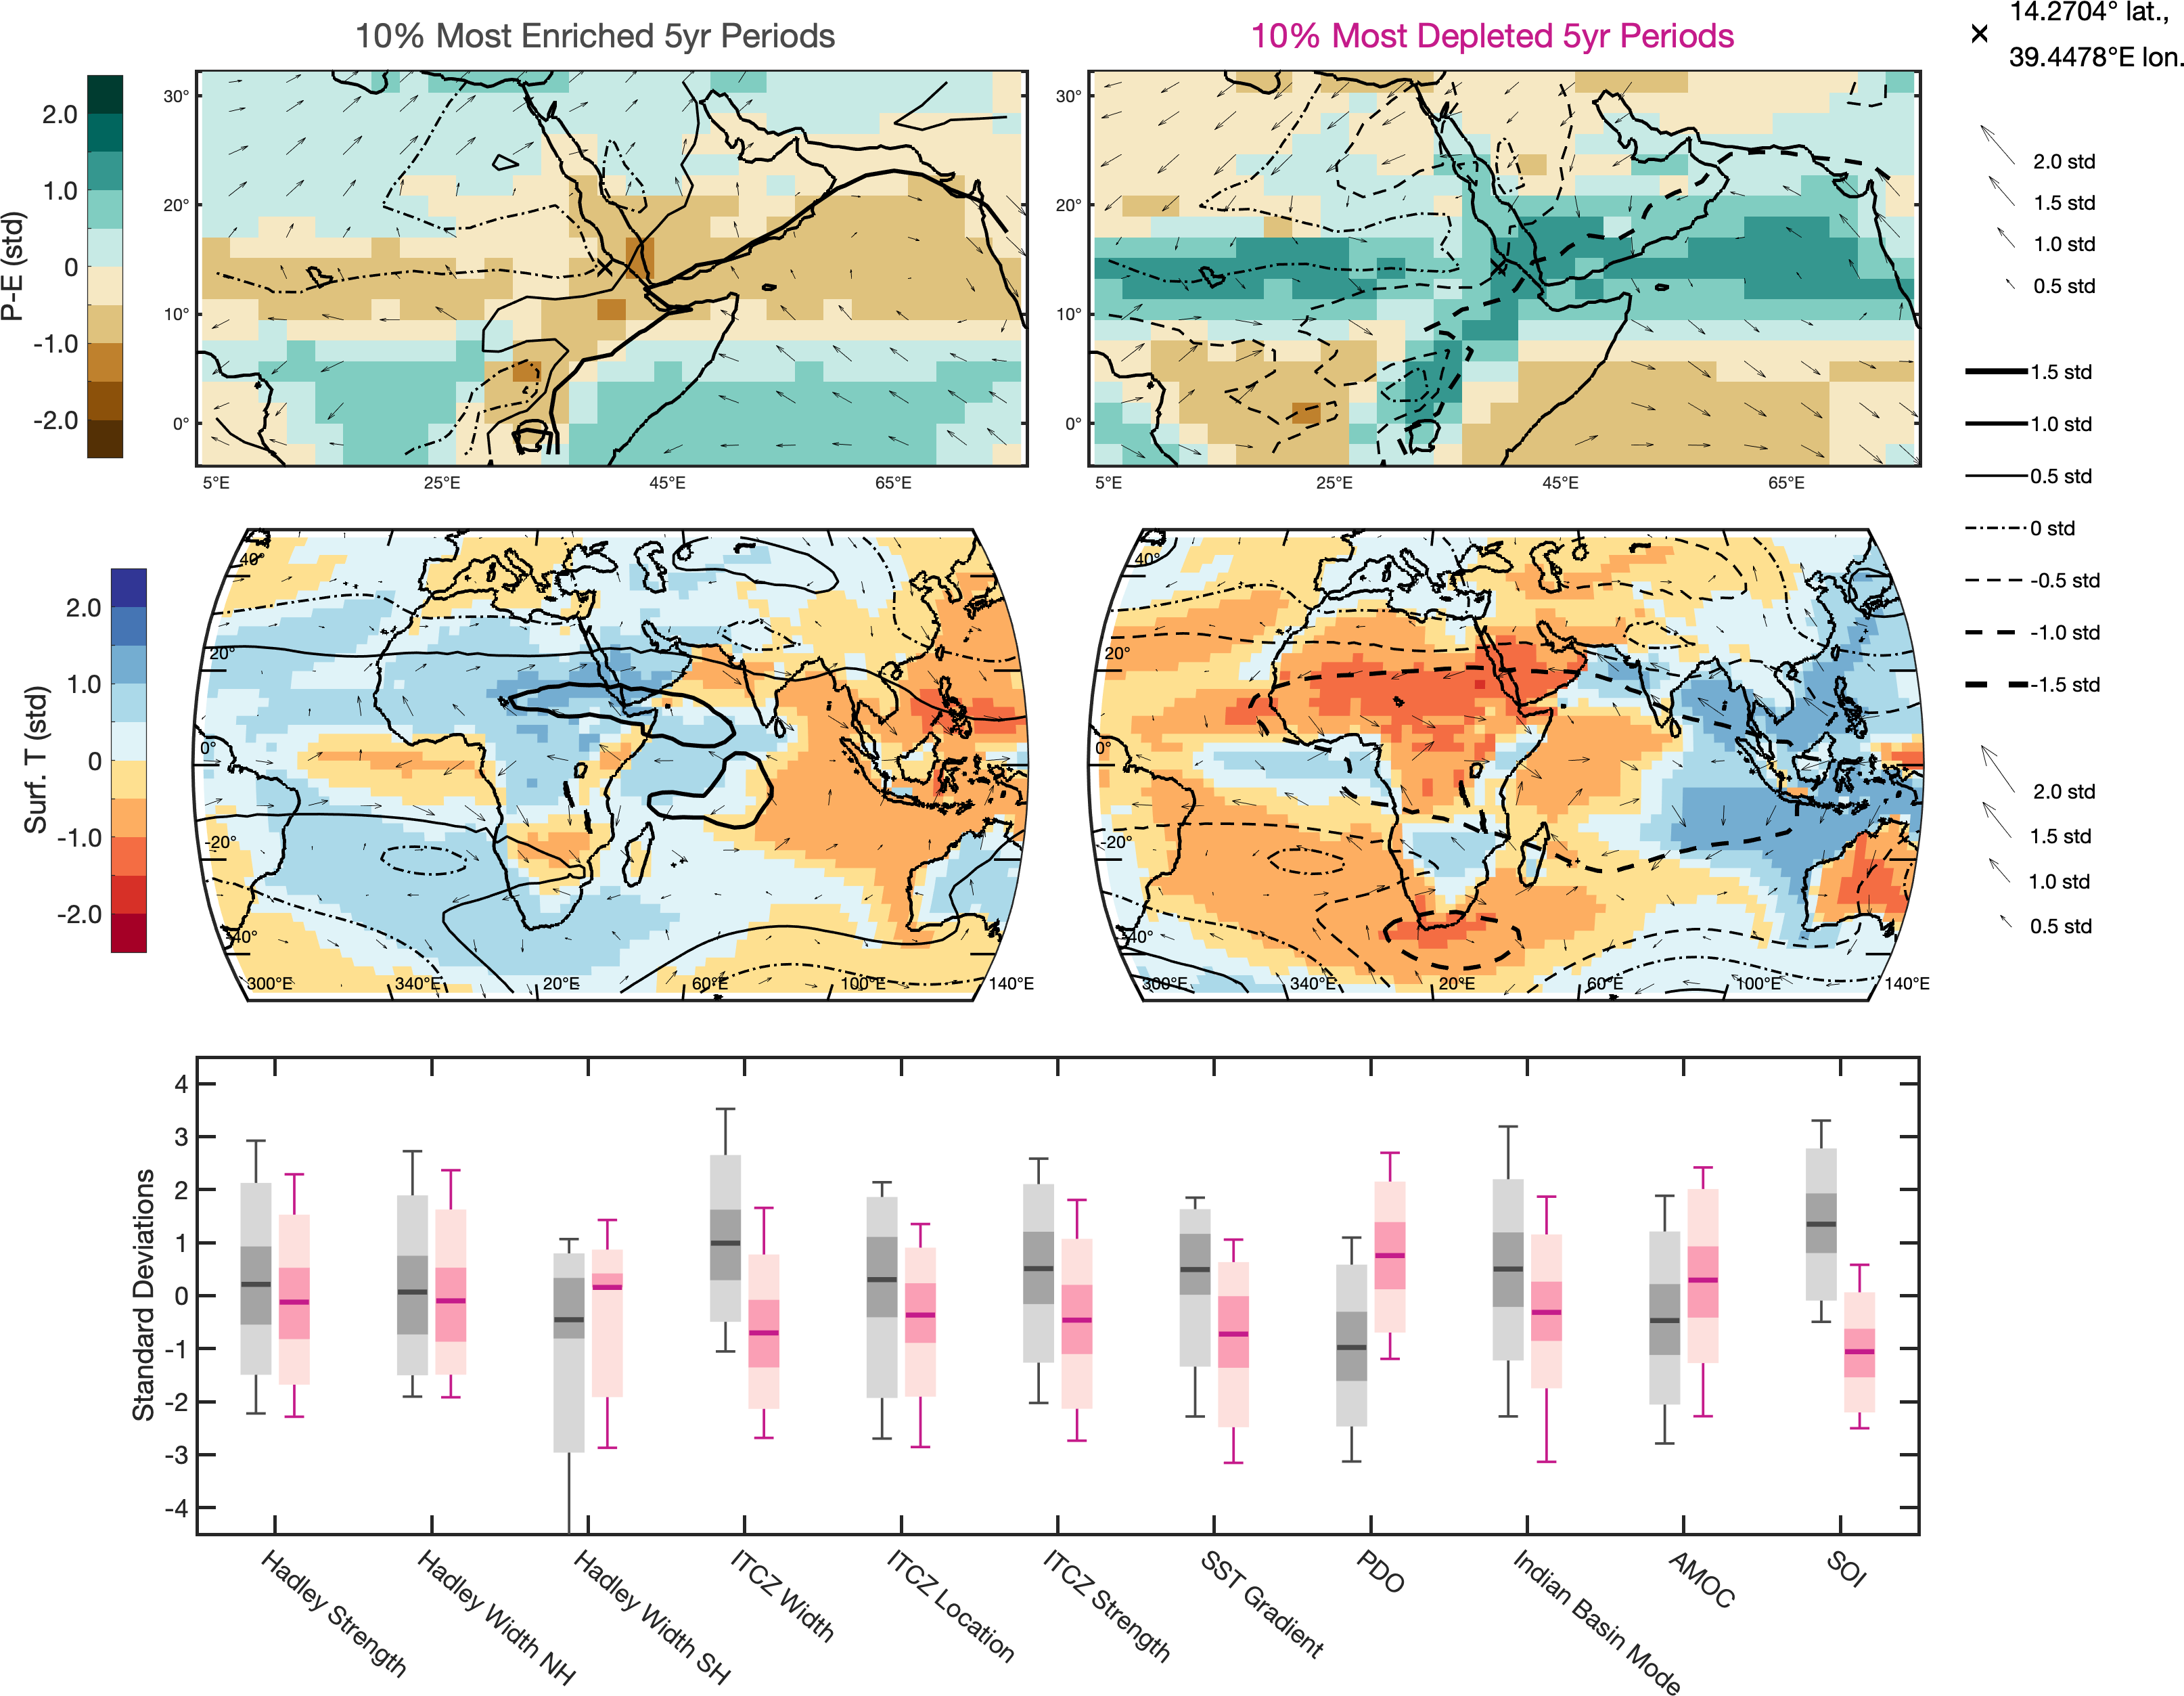 10% Most Enriched 5yr Periods
10% Most Depleted 5yr Periods
× 14.2704° lat.,
39.4478°E lon.
P-E (std)
2.0
1.0
0
-1.0
-2.0
30°
20°
10°
0°
5°E 25°E 45°E 65°E
30°
20°
10°
0°
5°E 25°E 45°E 65°E
2.0 std
1.5 std
1.0 std
0.5 std
1.5 std
1.0 std
0.5 std
0 std
-0.5 std
-1.0 std
-1.5 std
Surf. T (std)
2.0
1.0
0
-1.0
-2.0
40°
20°
0°
-20°
-40°
300°E 340°E 20°E 60°E 100°E 140°E
40°
20°
0°
-20°
-40°
300°E 340°E 20°E 60°E 100°E 140°E
2.0 std
1.5 std
1.0 std
0.5 std
Standard Deviations
4
3
2
1
0
-1
-2
-3
-4
Hadley Strength
Hadley Width NH
Hadley Width SH
ITCZ Width
ITCZ Location
ITCZ Strength
SST Gradient
PDO
Indian Basin Mode
AMOC
SOI